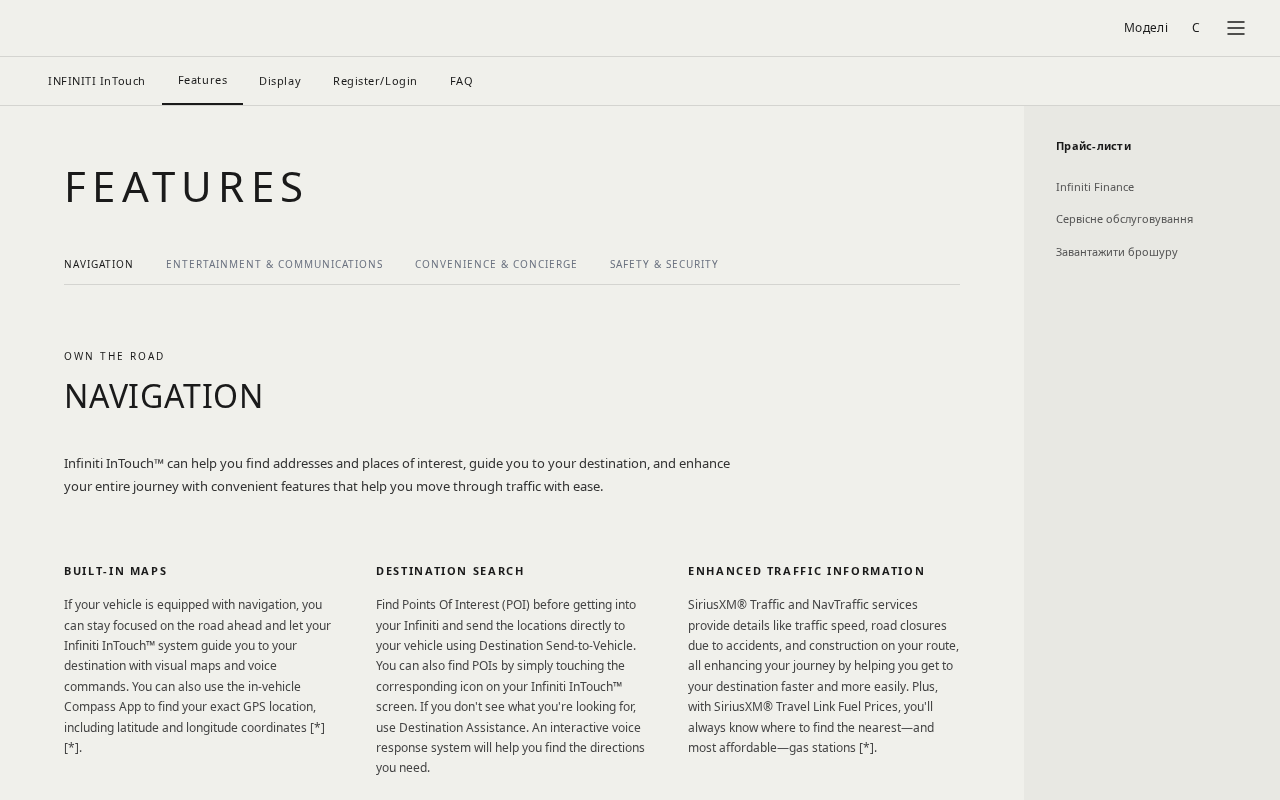 Моделі C
INFINITI InTouch Features Display Register/Login FAQ
Прайс-листи
Infiniti Finance
Сервісне обслуговування
Завантажити брошуру
FEATURES
NAVIGATION ENTERTAINMENT & COMMUNICATIONS CONVENIENCE & CONCIERGE SAFETY & SECURITY
OWN THE ROAD
NAVIGATION
Infiniti InTouch™ can help you find addresses and places of interest, guide you to your destination, and enhance
your entire journey with convenient features that help you move through traffic with ease.
BUILT-IN MAPS
If your vehicle is equipped with navigation, you
can stay focused on the road ahead and let your
Infiniti InTouch™ system guide you to your
destination with visual maps and voice
commands. You can also use the in-vehicle
Compass App to find your exact GPS location,
including latitude and longitude coordinates [*]
[*].
DESTINATION SEARCH
Find Points Of Interest (POI) before getting into
your Infiniti and send the locations directly to
your vehicle using Destination Send-to-Vehicle.
You can also find POIs by simply touching the
corresponding icon on your Infiniti InTouch™
screen. If you don't see what you're looking for,
use Destination Assistance. An interactive voice
response system will help you find the directions
you need.
ENHANCED TRAFFIC INFORMATION
SiriusXM® Traffic and NavTraffic services
provide details like traffic speed, road closures
due to accidents, and construction on your route,
all enhancing your journey by helping you get to
your destination faster and more easily. Plus,
with SiriusXM® Travel Link Fuel Prices, you'll
always know where to find the nearest—and
most affordable—gas stations [*].